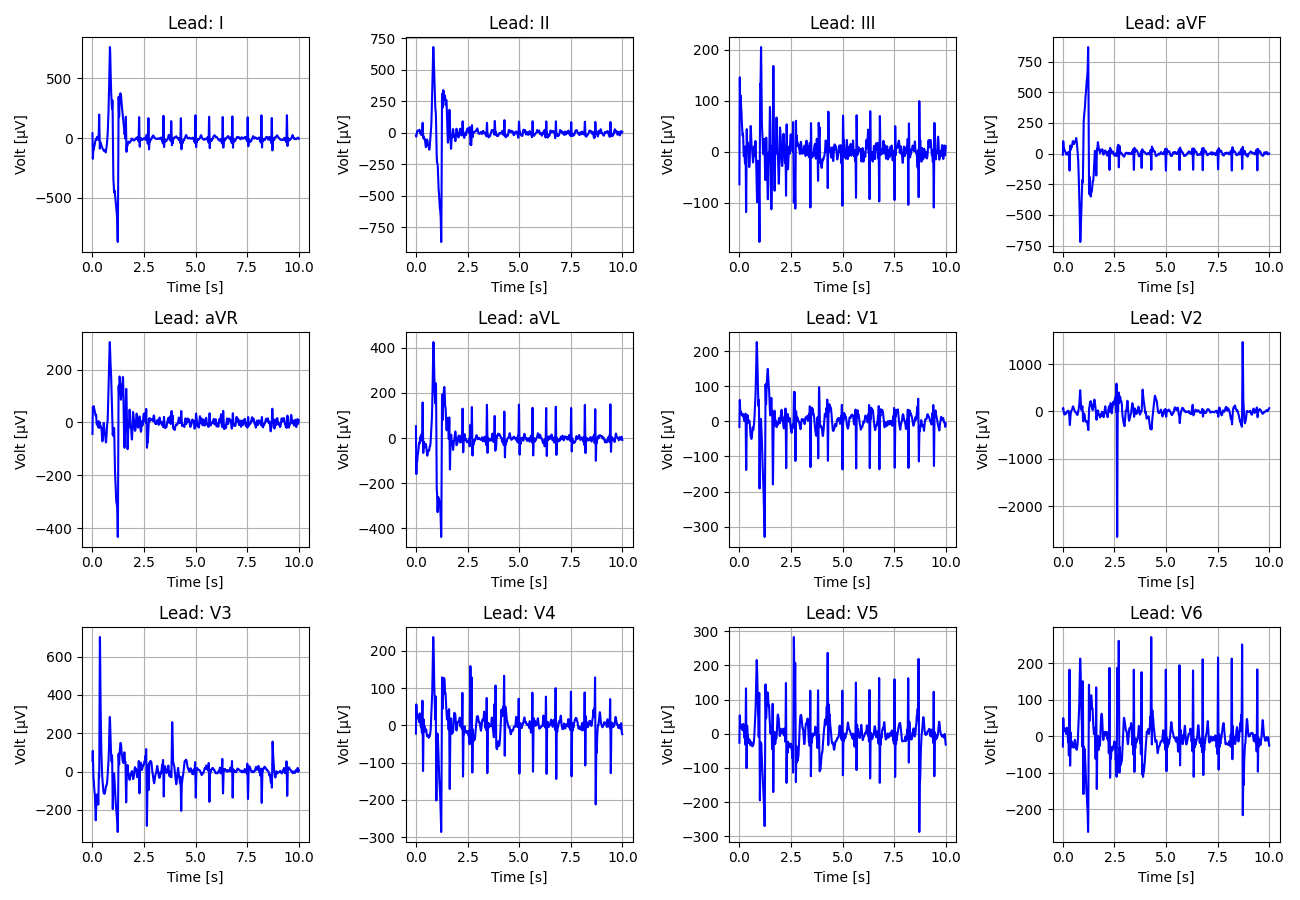 Lead: I
Volt [µV]
500
0
−500
0.0 2.5 5.0 7.5 10.0
Time [s]
Lead: II
Volt [µV]
750
500
250
0
−250
−500
−750
0.0 2.5 5.0 7.5 10.0
Time [s]
Lead: III
Volt [µV]
200
100
0
−100
0.0 2.5 5.0 7.5 10.0
Time [s]
Lead: aVF
Volt [µV]
750
500
250
0
−250
−500
−750
0.0 2.5 5.0 7.5 10.0
Time [s]
Lead: aVR
Volt [µV]
200
0
−200
−400
0.0 2.5 5.0 7.5 10.0
Time [s]
Lead: aVL
Volt [µV]
400
200
0
−200
−400
0.0 2.5 5.0 7.5 10.0
Time [s]
Lead: V1
Volt [µV]
200
100
0
−100
−200
−300
0.0 2.5 5.0 7.5 10.0
Time [s]
Lead: V2
Volt [µV]
1000
0
−1000
−2000
0.0 2.5 5.0 7.5 10.0
Time [s]
Lead: V3
Volt [µV]
600
400
200
0
−200
0.0 2.5 5.0 7.5 10.0
Time [s]
Lead: V4
Volt [µV]
200
100
0
−100
−200
−300
0.0 2.5 5.0 7.5 10.0
Time [s]
Lead: V5
Volt [µV]
300
200
100
0
−100
−200
−300
0.0 2.5 5.0 7.5 10.0
Time [s]
Lead: V6
Volt [µV]
200
100
0
−100
−200
0.0 2.5 5.0 7.5 10.0
Time [s]